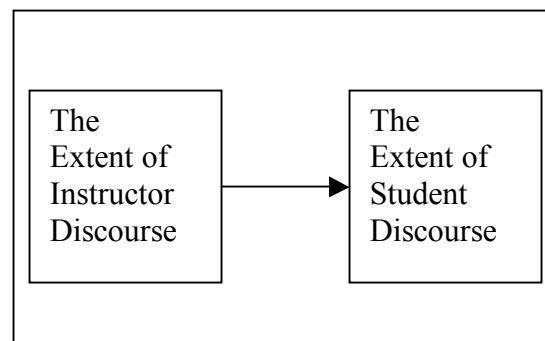 The
Extent of
Instructor
Discourse
The
Extent of
Student
Discourse